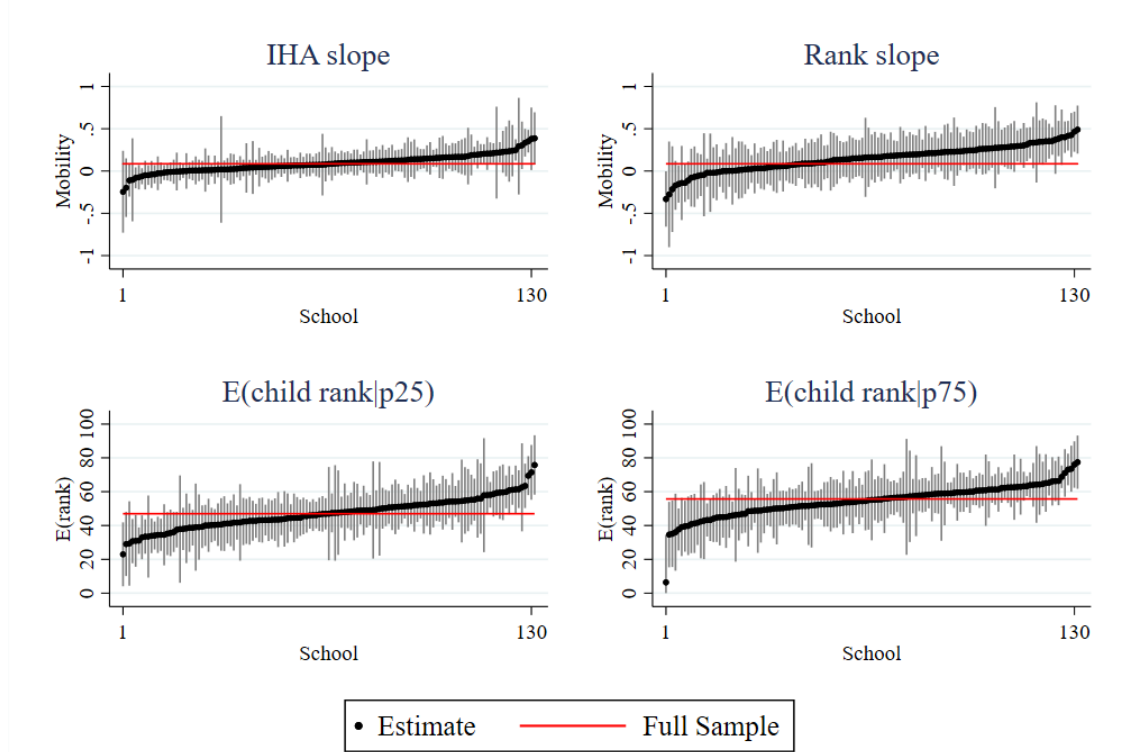 IHA slope
Rank slope
Mobility
1
.5
0
-.5
-1
1
130
School
Mobility
1
.5
0
-.5
-1
1
130
School
E(child rank|p25)
E(child rank|p75)
E(rank)
100
80
60
40
20
0
1
130
School
E(rank)
100
80
60
40
20
0
1
130
School
Estimate
Full Sample